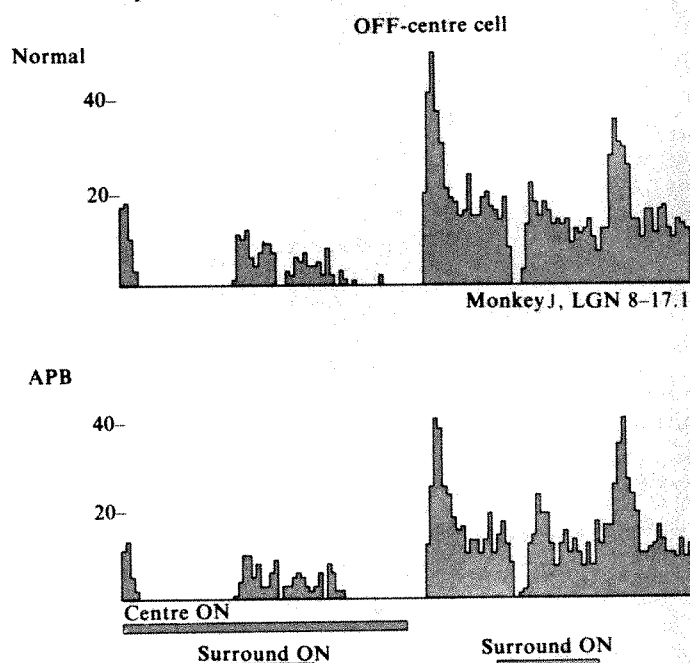 OFF-centre cell
Normal
40–
20–
Monkey J, LGN 8–17.1
APB
40–
20–
Centre ON
Surround ON
Surround ON